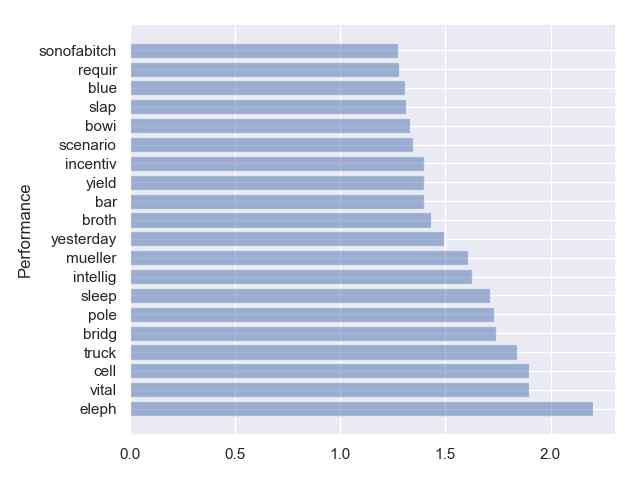 sonofabitch
requir
blue
slap
bowi
scenario
incentiv
yield
bar
broth
yesterday
mueller
intellig
sleep
pole
bridg
truck
cell
vital
eleph
Performance
0.0 0.5 1.0 1.5 2.0